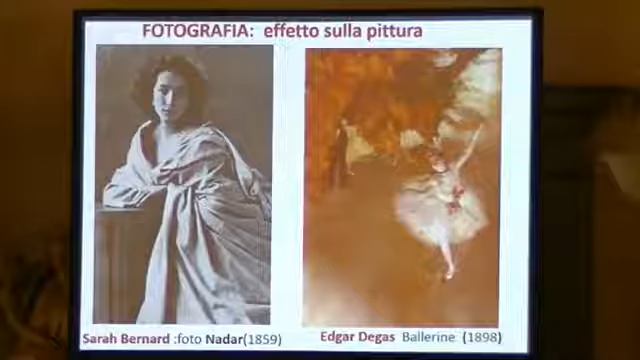 FOTOGRAFIA: effetto sulla pittura
Sarah Bernard :foto Nadar(1859)
Edgar Degas Ballerine (1898)